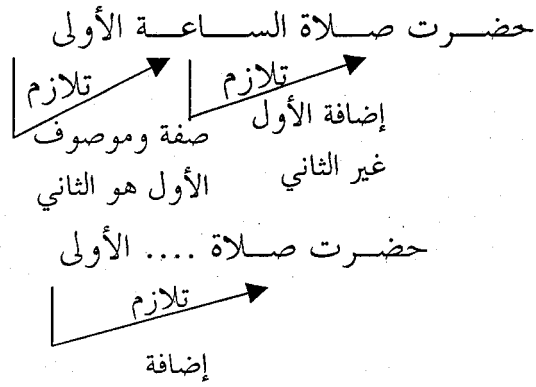 حضرت صلاة الساعة الأولى
تلازم تلازم
إضافة الأول
غير الثاني
صفة وموصوف
الأول هو الثاني
حضرت صلاة .... الأولى
تلازم
إضافة